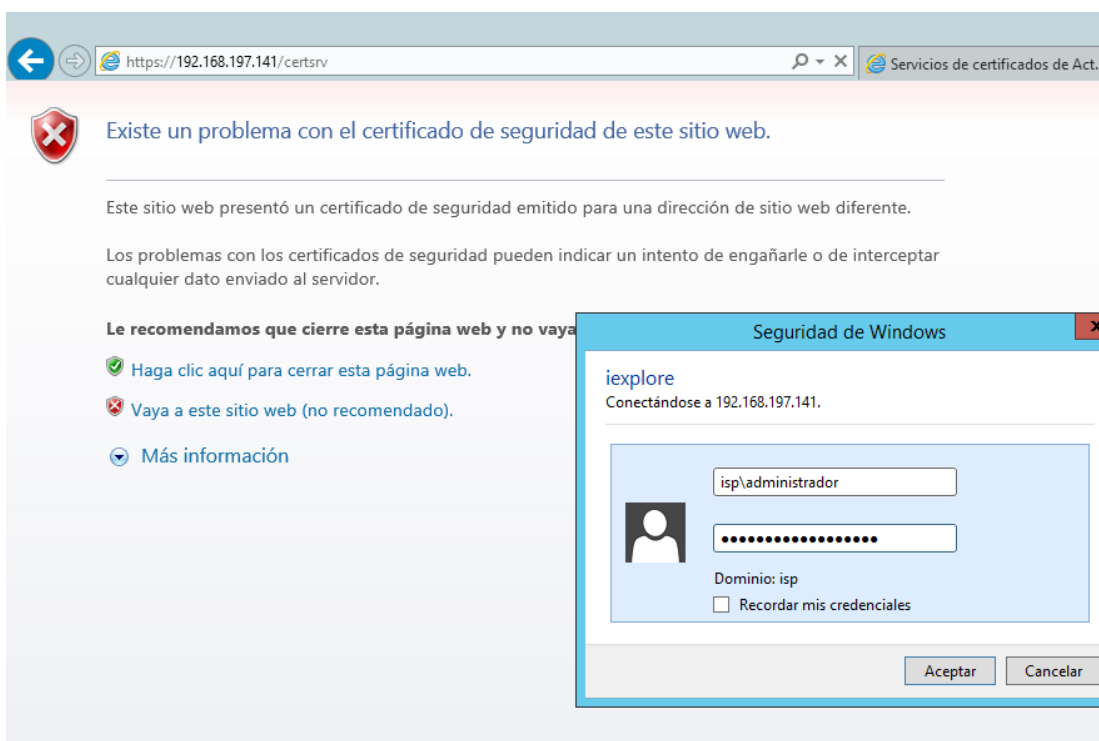 https://192.168.197.141/certsrv
Servicios de certificados de Act...
Existe un problema con el certificado de seguridad de este sitio web.
Este sitio web presentó un certificado de seguridad emitido para una dirección de sitio web diferente.
Los problemas con los certificados de seguridad pueden indicar un intento de engañarle o de interceptar
cualquier dato enviado al servidor.
Le recomendamos que cierre esta página web y no vaya
Haga clic aquí para cerrar esta página web.
Vaya a este sitio web (no recomendado).
Más información
Seguridad de Windows
iexplore
Conectándose a 192.168.197.141.
isp\administrador
••••••••••••••••••
Dominio: isp
Recordar mis credenciales
Aceptar
Cancelar